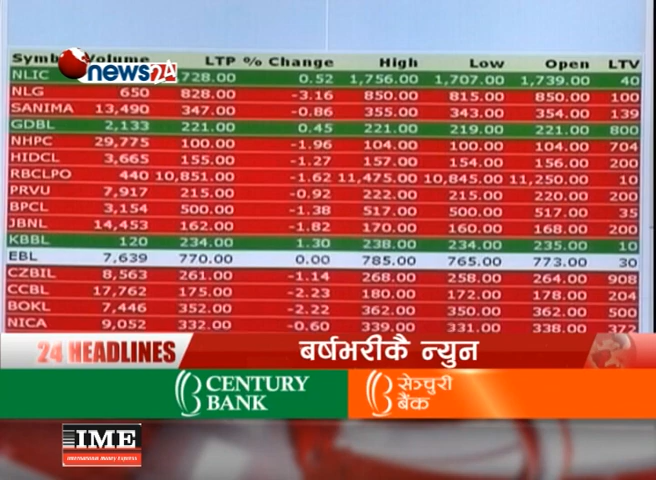 Symb Volume LTP % Change High Low Open LTV
news24
NLIC 728.00 0.52 1,756.00 1,707.00 1,739.00 40
NLG 650 828.00 -3.16 850.00 815.00 850.00 100
SANIMA 13,490 347.00 -0.86 355.00 343.00 354.00 139
GDBL 2,133 221.00 0.45 221.00 219.00 221.00 800
NHPC 29,775 100.00 -1.96 104.00 100.00 104.00 704
HIDCL 3,665 155.00 -1.27 157.00 154.00 156.00 200
RBCLPO 440 10,851.00 -1.62 11,475.00 10,845.00 11,250.00 10
PRVU 7,917 215.00 -0.92 222.00 215.00 220.00 200
BPCL 3,154 500.00 -1.38 517.00 500.00 517.00 35
JBNL 14,453 162.00 -1.82 170.00 160.00 168.00 200
KBBL 120 234.00 1.30 238.00 234.00 235.00 10
EBL 7,639 770.00 0.00 785.00 765.00 773.00 30
CZBIL 8,563 261.00 -1.14 268.00 258.00 264.00 908
CCBL 17,762 175.00 -2.23 180.00 172.00 178.00 204
BOKL 7,446 352.00 -2.22 362.00 350.00 362.00 500
NICA 9,052 332.00 -0.60 339.00 331.00 338.00 372
24 HEADLINES बर्षभरीकै न्युन
CENTURY BANK
सेञ्चुरी बैंक
IME
International Money Express